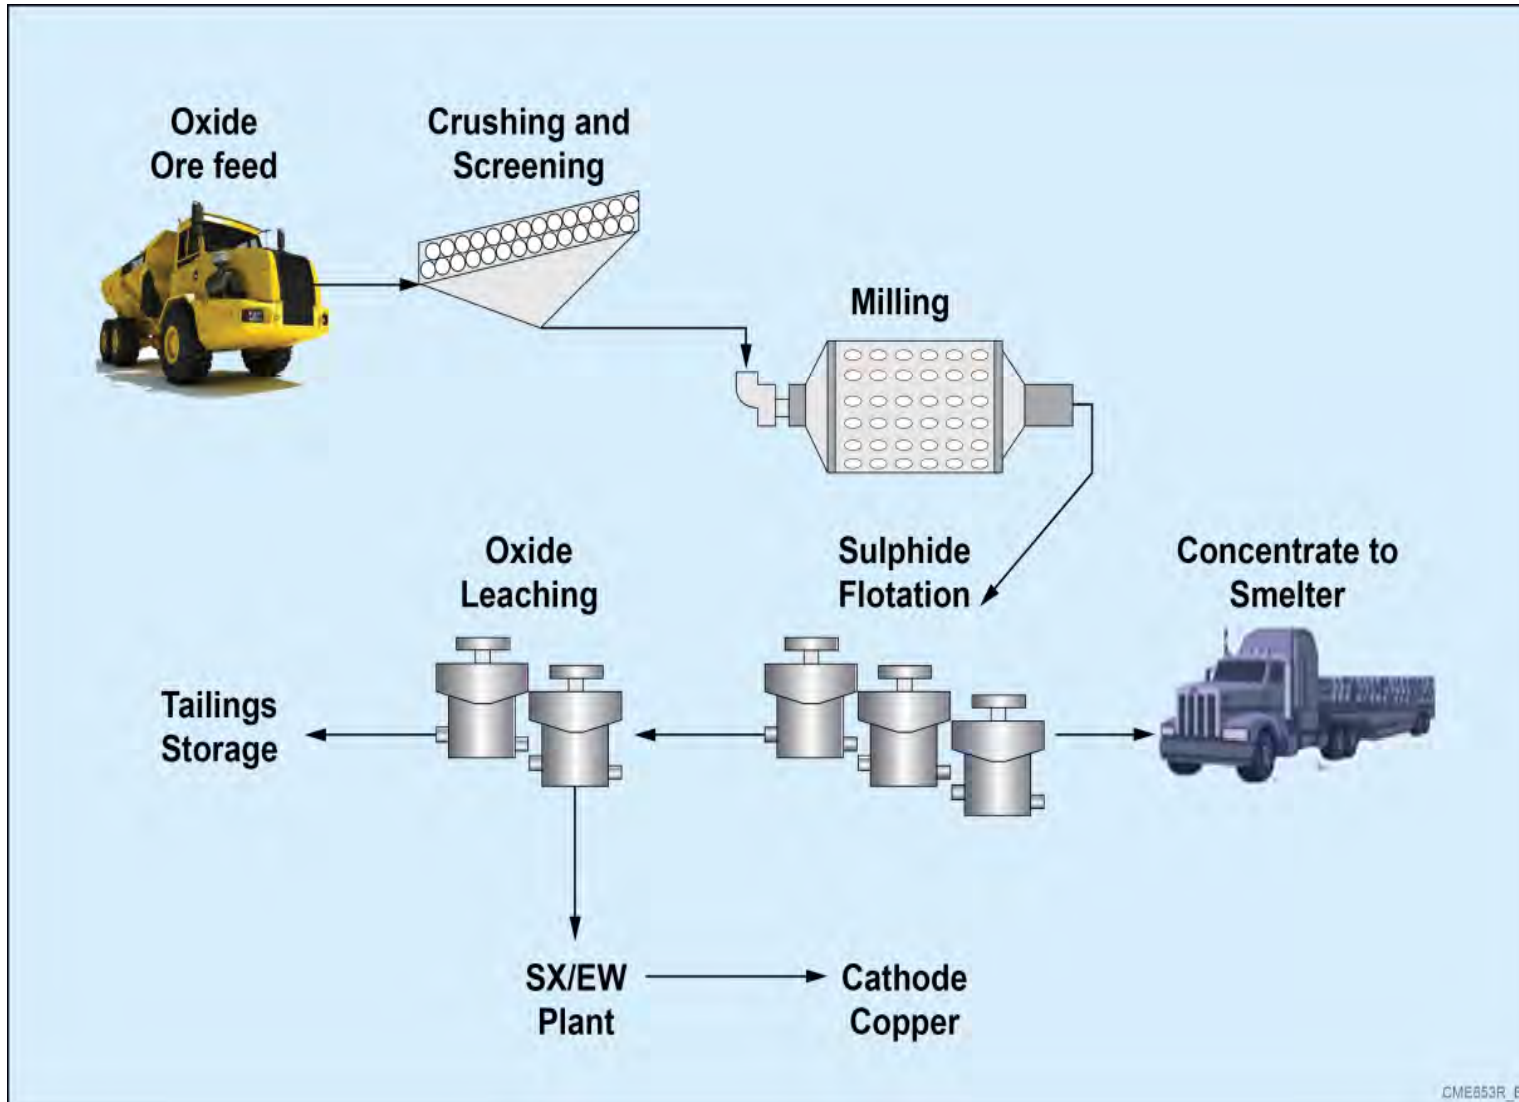 Oxide
Ore feed
Crushing and
Screening
Milling
Oxide
Leaching
Sulphide
Flotation
Concentrate to
Smelter
Tailings
Storage
SX/EW
Plant
Cathode
Copper